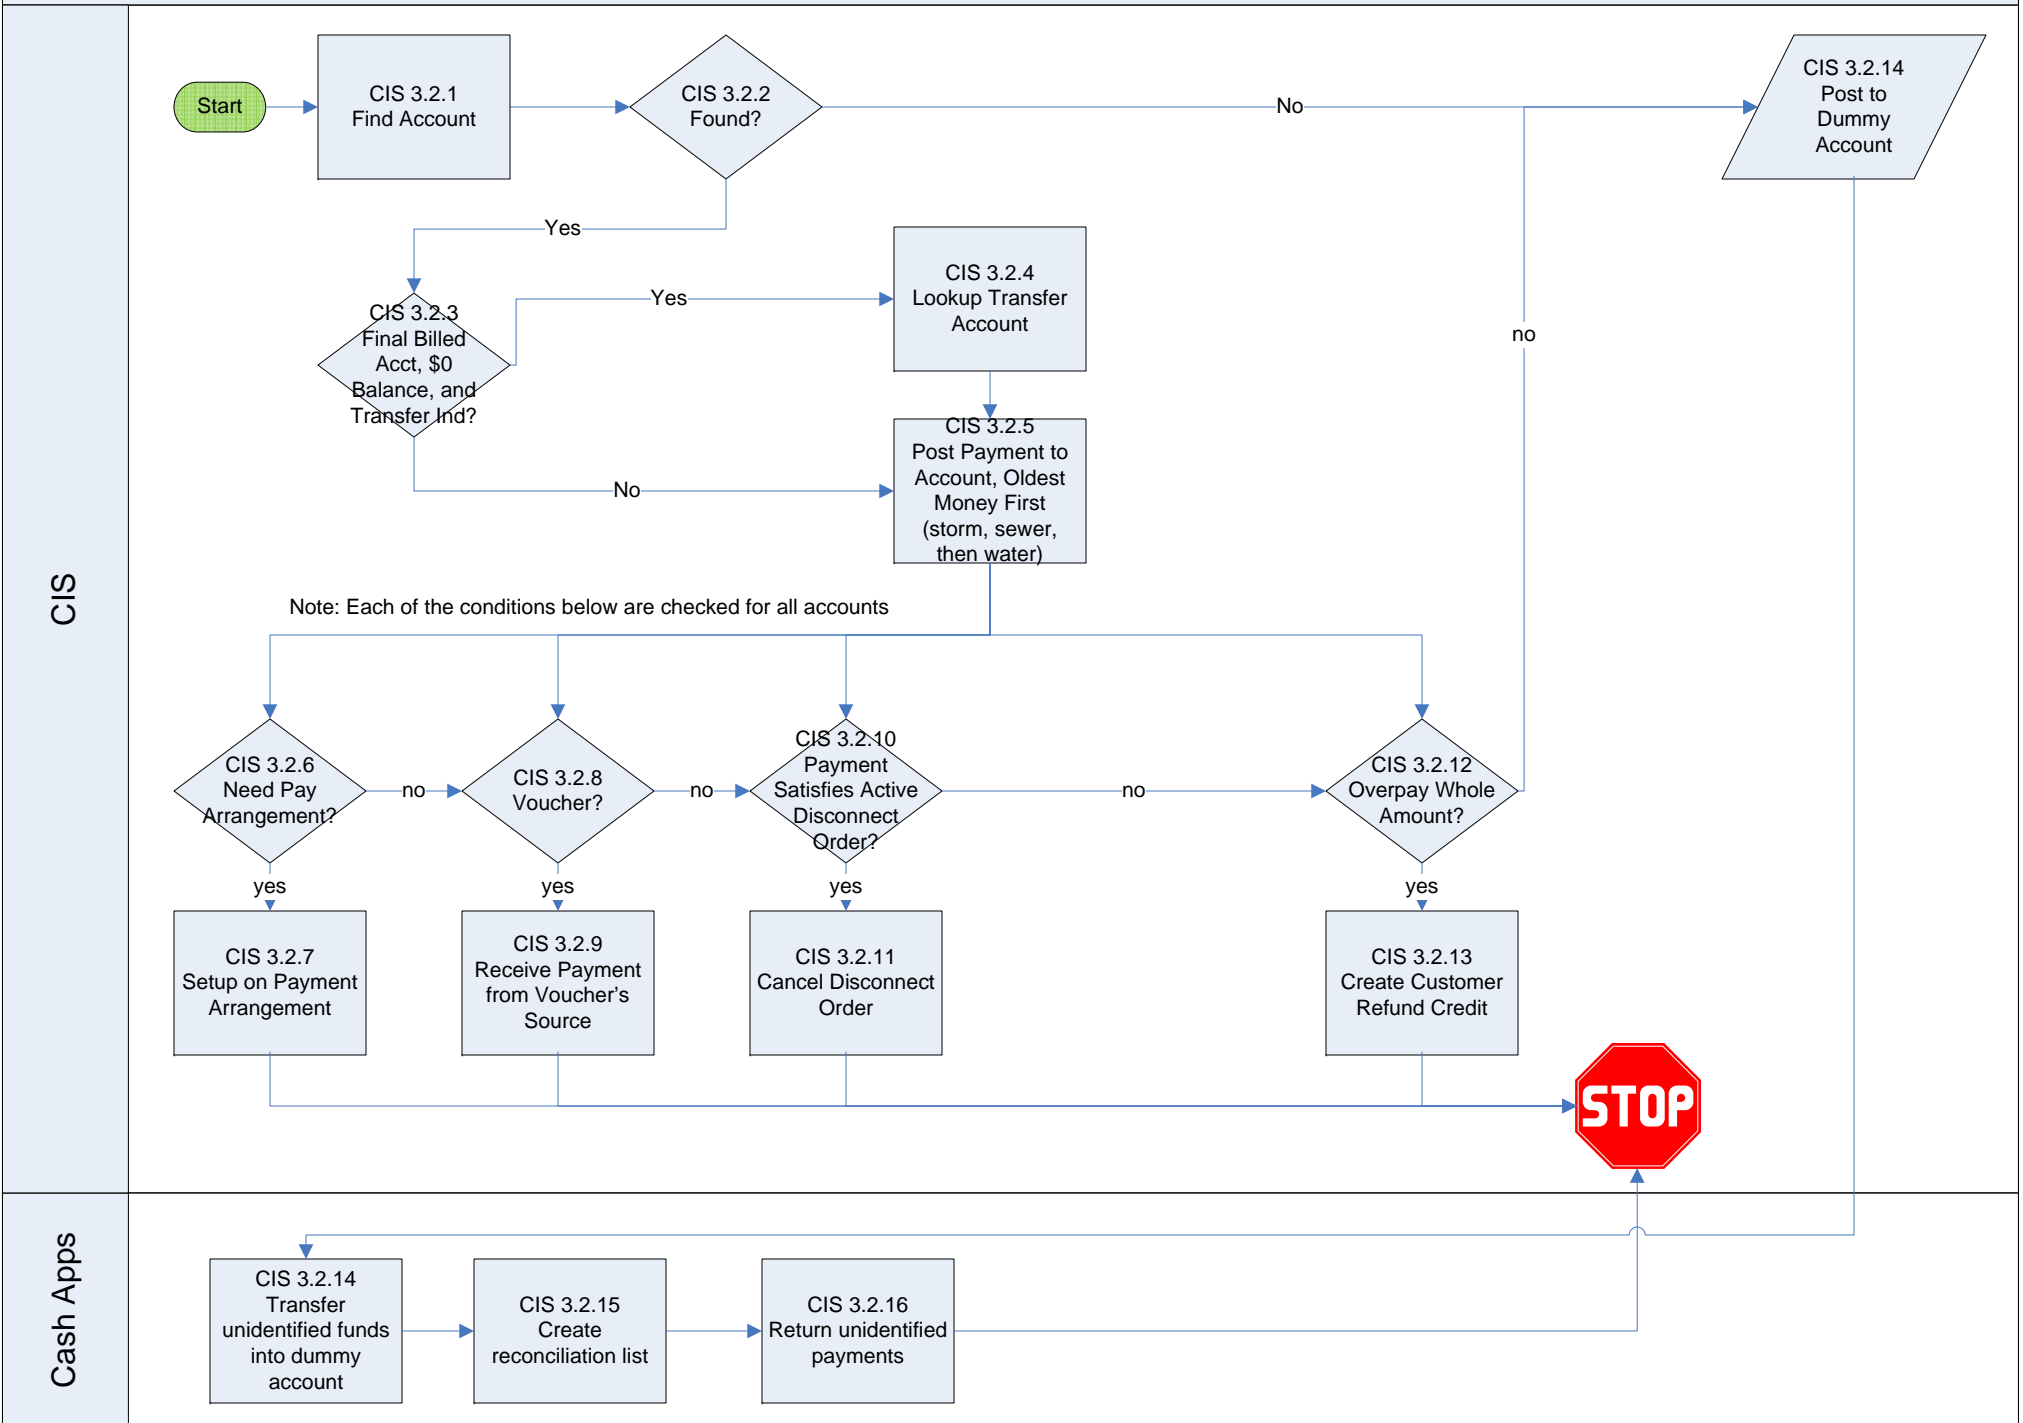 Start
CIS 3.2.1
Find Account
CIS 3.2.2
Found?
No
CIS 3.2.14
Post to
Dummy
Account
Yes
CIS 3.2.3
Final Billed
Acct, $0
Balance, and
Transfer Ind?
Yes
CIS 3.2.4
Lookup Transfer
Account
no
No
CIS 3.2.5
Post Payment to
Account, Oldest
Money First
(storm, sewer,
then water)
CIS
Note: Each of the conditions below are checked for all accounts
CIS 3.2.6
Need Pay
Arrangement?
no
CIS 3.2.8
Voucher?
no
CIS 3.2.10
Payment
Satisfies Active
Disconnect
Order?
no
CIS 3.2.12
Overpay Whole
Amount?
yes
yes
yes
yes
CIS 3.2.7
Setup on Payment
Arrangement
CIS 3.2.9
Receive Payment
from Voucher’s
Source
CIS 3.2.11
Cancel Disconnect
Order
CIS 3.2.13
Create Customer
Refund Credit
STOP
Cash Apps
CIS 3.2.14
Transfer
unidentified funds
into dummy
account
CIS 3.2.15
Create
reconciliation list
CIS 3.2.16
Return unidentified
payments